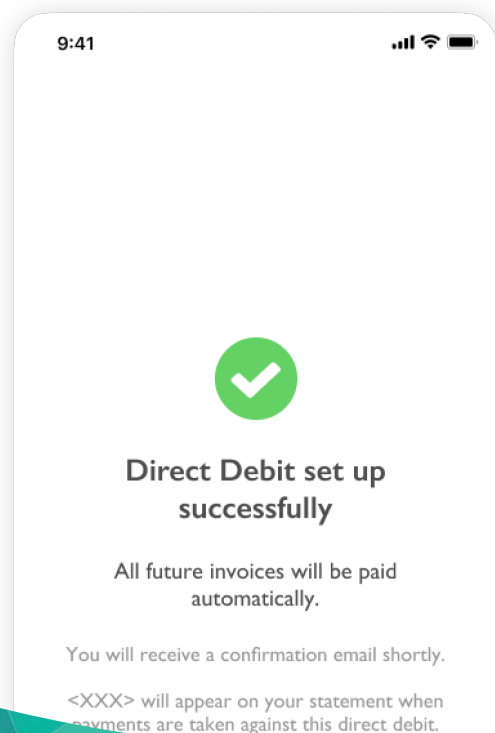 9:41
Direct Debit set up
successfully
All future invoices will be paid
automatically.
You will receive a confirmation email shortly.
<XXX> will appear on your statement when
payments are taken against this direct debit.